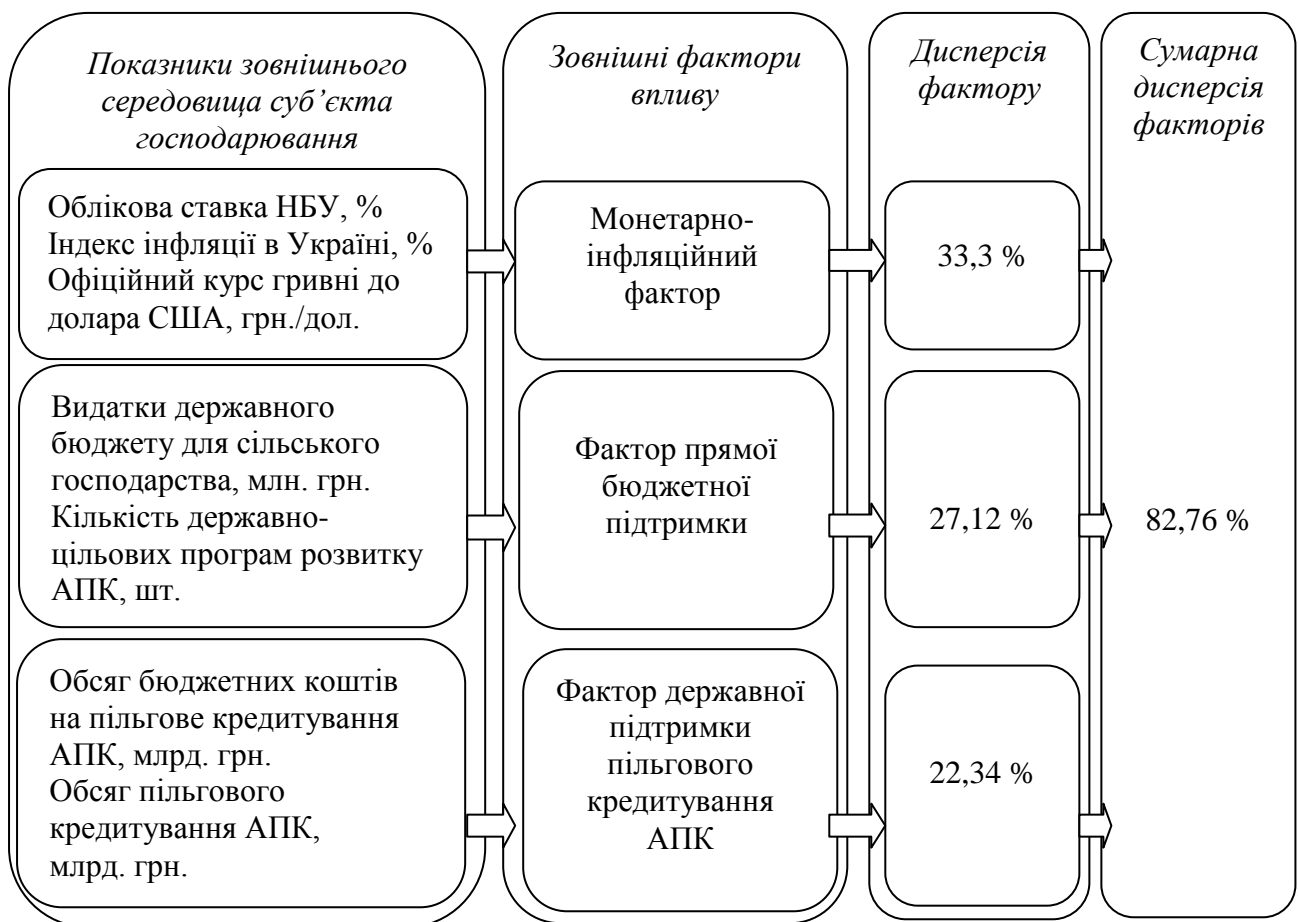 Показники зовнішнього
середовища суб’єкта
господарювання
Зовнішні фактори
впливу
Дисперсія
фактору
Сумарна
дисперсія
факторів
Облікова ставка НБУ, %
Індекс інфляції в Україні, %
Офіційний курс гривні до
долара США, грн./дол.
Монетарно-
інфляційний
фактор
33,3 %
Видатки державного
бюджету для сільського
господарства, млн. грн.
Кількість державно-
цільових програм розвитку
АПК, шт.
Фактор прямої
бюджетної
підтримки
27,12 %
82,76 %
Обсяг бюджетних коштів
на пільгове кредитування
АПК, млрд. грн.
Обсяг пільгового
кредитування АПК,
млрд. грн.
Фактор державної
підтримки
пільгового
кредитування
АПК
22,34 %